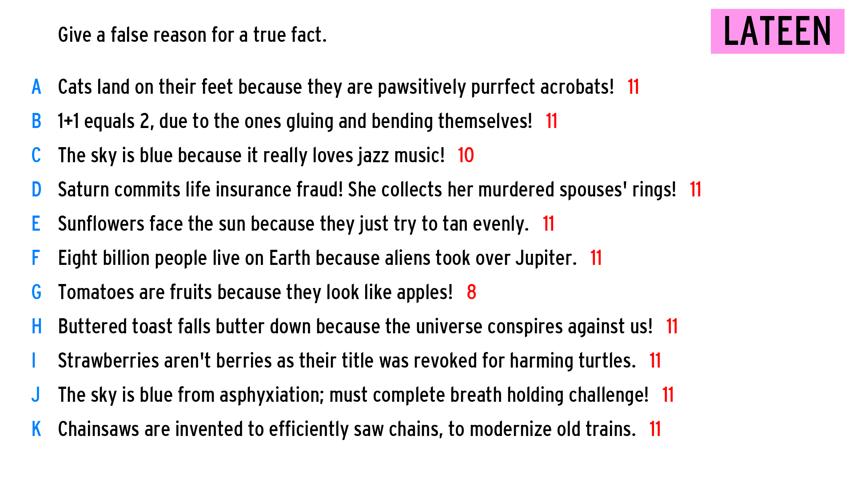 Give a false reason for a true fact.
LATEEN
A Cats land on their feet because they are pawsitively purrfect acrobats! 11
B 1+1 equals 2, due to the ones gluing and bending themselves! 11
C The sky is blue because it really loves jazz music! 10
D Saturn commits life insurance fraud! She collects her murdered spouses' rings! 11
E Sunflowers face the sun because they just try to tan evenly. 11
F Eight billion people live on Earth because aliens took over Jupiter. 11
G Tomatoes are fruits because they look like apples! 8
H Buttered toast falls butter down because the universe conspires against us! 11
I Strawberries aren't berries as their title was revoked for harming turtles. 11
J The sky is blue from asphyxiation; must complete breath holding challenge! 11
K Chainsaws are invented to efficiently saw chains, to modernize old trains. 11